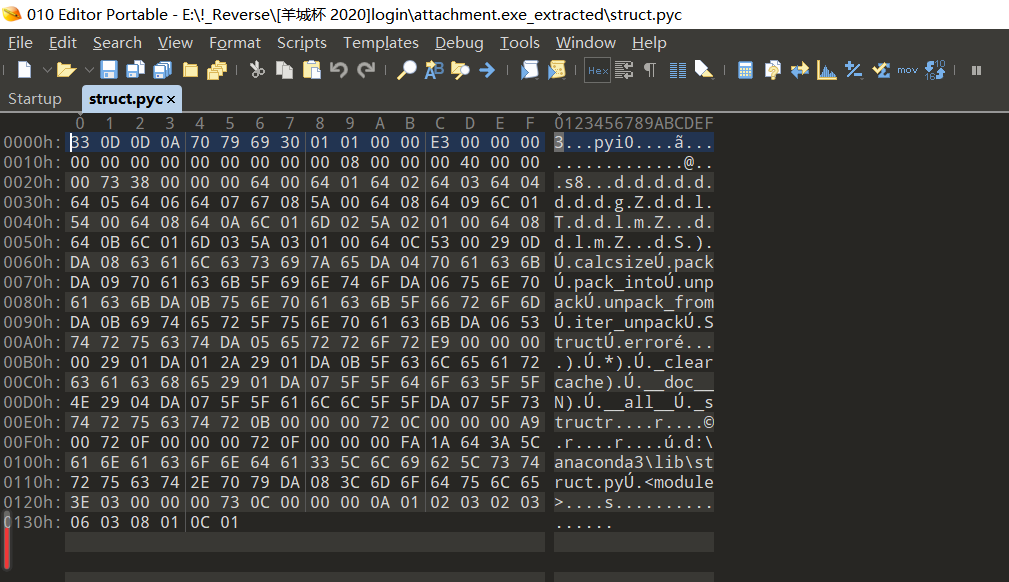 010 Editor Portable - E:\!_Reverse\[羊城杯 2020]login\attachment.exe_extracted\struct.pyc
File Edit Search View Format Scripts Templates Debug Tools Window Help
Hex mov
Startup struct.pyc ×
0 1 2 3 4 5 6 7 8 9 A B C D E F 0123456789ABCDEF
0000h: 33 0D 0D 0A 70 79 69 30 01 01 00 00 E3 00 00 00 3...pyi0....ã...
0010h: 00 00 00 00 00 00 00 00 00 08 00 00 00 40 00 00 .............@..
0020h: 00 73 38 00 00 00 64 00 64 01 64 02 64 03 64 04 .s8...d.d.d.d.d.
0030h: 64 05 64 06 64 07 67 08 5A 00 64 08 64 09 6C 01 d.d.d.g.Z.d.d.l.
0040h: 54 00 64 08 64 0A 6C 01 6D 02 5A 02 01 00 64 08 T.d.d.l.m.Z...d.
0050h: 64 0B 6C 01 6D 03 5A 03 01 00 64 0C 53 00 29 0D d.l.m.Z...d.S.).
0060h: DA 08 63 61 6C 63 73 69 7A 65 DA 04 70 61 63 6B Ú.calcsizeÚ.pack
0070h: DA 09 70 61 63 6B 5F 69 6E 74 6F DA 06 75 6E 70 Ú.pack_intoÚ.unp
0080h: 61 63 6B DA 0B 75 6E 70 61 63 6B 5F 66 72 6F 6D ackÚ.unpack_from
0090h: DA 0B 69 74 65 72 5F 75 6E 70 61 63 6B DA 06 53 Ú.iter_unpackÚ.S
00A0h: 74 72 75 63 74 DA 05 65 72 72 6F 72 E9 00 00 00 tructÚ.erroré...
00B0h: 00 29 01 DA 01 2A 29 01 DA 0B 5F 63 6C 65 61 72 .).Ú.*).Ú._clear
00C0h: 63 61 63 68 65 29 01 DA 07 5F 5F 64 6F 63 5F 5F cache).Ú.__doc__
00D0h: 4E 29 04 DA 07 5F 5F 61 6C 6C 5F 5F DA 07 5F 73 N).Ú.__all__Ú._s
00E0h: 74 72 75 63 74 72 0B 00 00 00 72 0C 00 00 00 A9 tructr....r....©
00F0h: 00 72 0F 00 00 00 72 0F 00 00 00 FA 1A 64 3A 5C .r....r....ú.d:\
0100h: 61 6E 61 63 6F 6E 64 61 33 5C 6C 69 62 5C 73 74 anaconda3\lib\st
0110h: 72 75 63 74 2E 70 79 DA 08 3C 6D 6F 64 75 6C 65 ruct.pyÚ.<module
0120h: 3E 03 00 00 00 73 0C 00 00 00 0A 01 02 03 02 03 >....s..........
0130h: 06 03 08 01 0C 01 ......